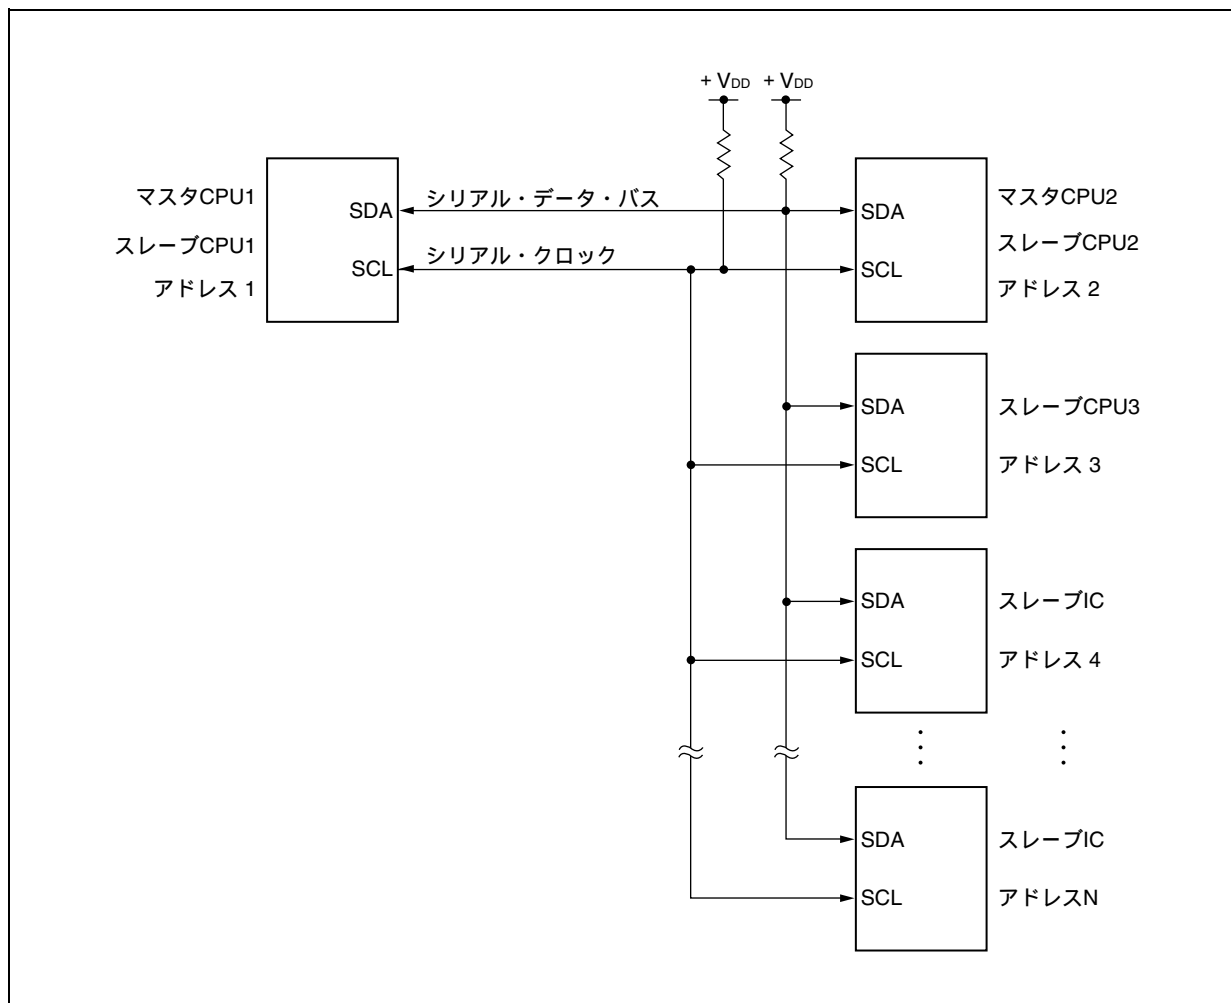 + VDD + VDD
マスタCPU1
スレーブCPU1
アドレス 1
SDA
SCL
シリアル・データ・バス
シリアル・クロック
SDA
SCL
マスタCPU2
スレーブCPU2
アドレス 2
SDA
SCL
スレーブCPU3
アドレス 3
SDA
SCL
スレーブIC
アドレス 4
SDA
SCL
スレーブIC
アドレスN